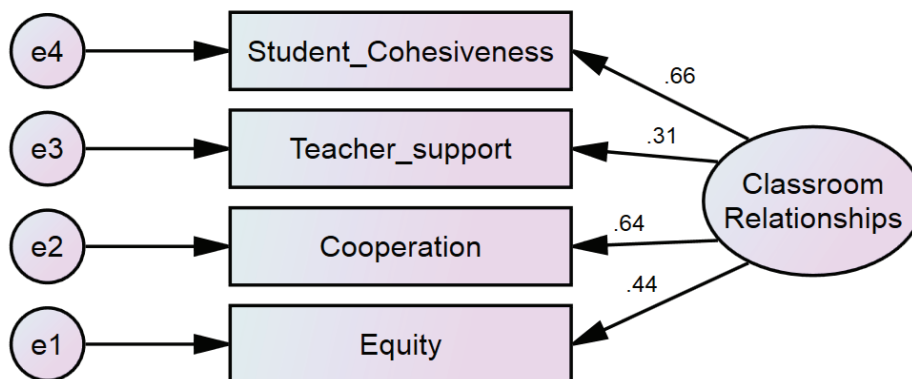 e4
Student_Cohesiveness
.66
e3
Teacher_support
.31
Classroom
Relationships
e2
Cooperation
.64
e1
Equity
.44